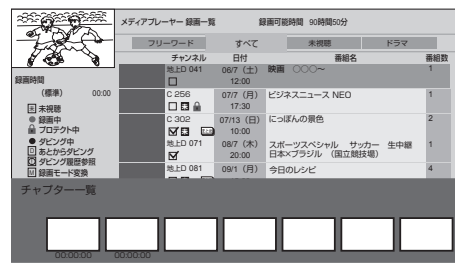 メディアプレーヤー 録画一覧 録画可能時間 90時間50分
フリーワード すべて 未視聴 ドラマ
チャンネル 日付 番組名 番組数
地上D 041 06/7（土） 映画 ○○○～ 1
12:00
C 256 07/7（月） ビジネスニュース NEO 1
17:30
C 302 07/13（日） にっぽんの景色 2
10:00
地上D 071 08/7（木） スポーツスペシャル サッカー 生中継 1
20:00 日本×ブラジル （国立競技場）
地上D 081 09/1（月） 今日のレシピ 4
録画時間
（標準） 00:00
未 未視聴
録画中
プロテクト中
ダビング中
あとからダビング
ダビング履歴参照
M 録画モード変換
チャプター一覧
00:00:00 00:00:00